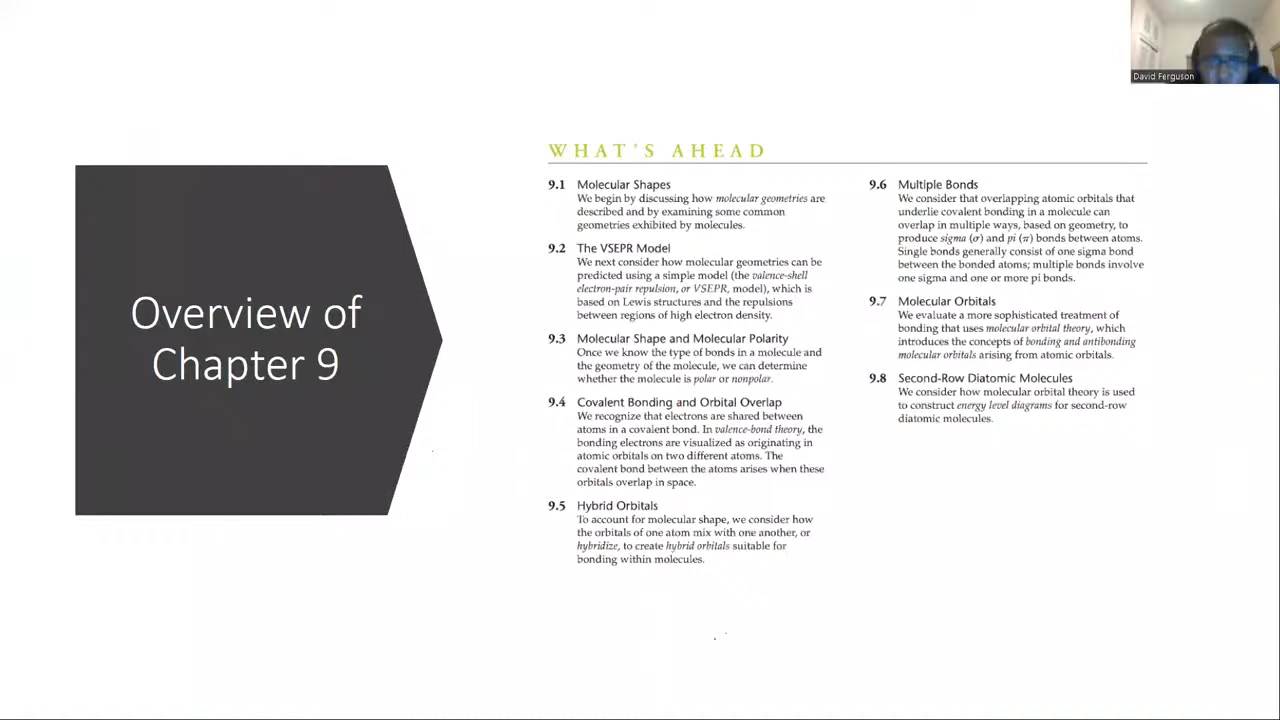 David Ferguson
Overview of
Chapter 9
WHAT'S AHEAD
9.1 Molecular Shapes
We begin by discussing how molecular geometries are
described and by examining some common
geometries exhibited by molecules.
9.2 The VSEPR Model
We next consider how molecular geometries can be
predicted using a simple model (the valence-shell
electron-pair repulsion, or VSEPR, model), which is
based on Lewis structures and the repulsions
between regions of high electron density.
9.3 Molecular Shape and Molecular Polarity
Once we know the type of bonds in a molecule and
the geometry of the molecule, we can determine
whether the molecule is polar or nonpolar.
9.4 Covalent Bonding and Orbital Overlap
We recognize that electrons are shared between
atoms in a covalent bond. In valence-bond theory, the
bonding electrons are visualized as originating in
atomic orbitals on two different atoms. The
covalent bond between the atoms arises when these
orbitals overlap in space.
9.5 Hybrid Orbitals
To account for molecular shape, we consider how
the orbitals of one atom mix with one another, or
hybridize, to create hybrid orbitals suitable for
bonding within molecules.
9.6 Multiple Bonds
We consider that overlapping atomic orbitals that
underlie covalent bonding in a molecule can
overlap in multiple ways, based on geometry, to
produce sigma (σ) and pi (π) bonds between atoms.
Single bonds generally consist of one sigma bond
between the bonded atoms; multiple bonds involve
one sigma and one or more pi bonds.
9.7 Molecular Orbitals
We evaluate a more sophisticated treatment of
bonding that uses molecular orbital theory, which
introduces the concepts of bonding and antibonding
molecular orbitals arising from atomic orbitals.
9.8 Second-Row Diatomic Molecules
We consider how molecular orbital theory is used
to construct energy level diagrams for second-row
diatomic molecules.